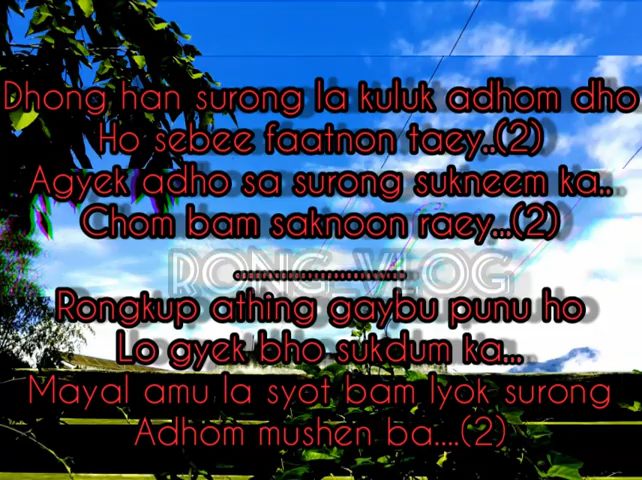 Dhong han surong la kuluk adhom dho
Ho sebee faatnon taey..(2)
Agyek adho sa surong sukneem ka..
Chom bam saknoon raey...(2)
............................
RONG VLOG
Rongkup athing gaybu punu ho
Lo gyek bho sukdum ka...
Mayal amu la syot bam lyok surong
Adhom mushen ba....(2)